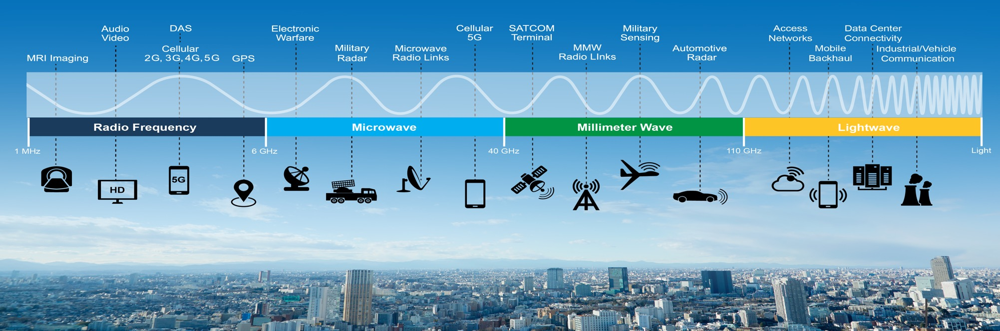 Audio
Video
DAS
Electronic
Warfare
Cellular
5G
SATCOM
Terminal
Military
Sensing
Access
Networks
Data Center
Connectivity
MRI Imaging
Cellular
2G, 3G, 4G, 5G
GPS
Military
Radar
Microwave
Radio Links
MMW
Radio LInks
Automotive
Radar
Mobile
Backhaul
Industrial/Vehicle
Communication
Radio Frequency
Microwave
Millimeter Wave
Lightwave
1 MHz
6 GHz
40 GHz
110 GHz
Light
5G
HD